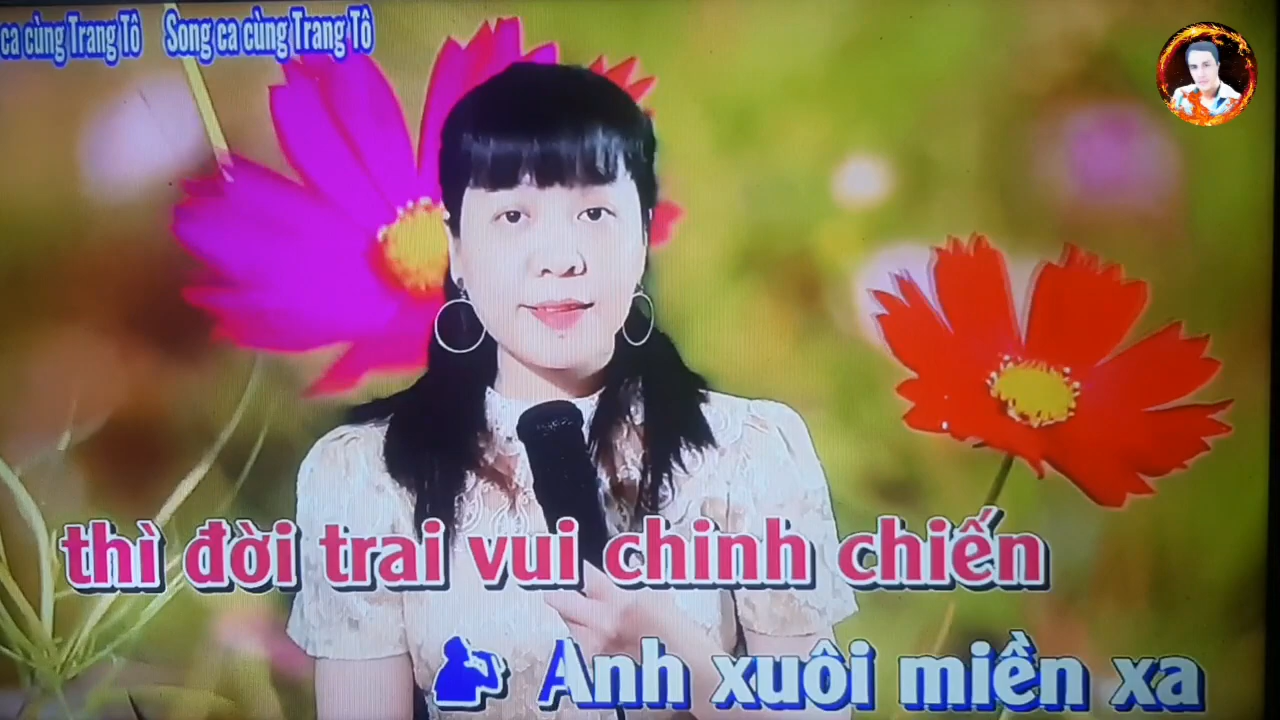 ca cùng Trang Tô Song ca cùng Trang Tô
thì đời trai vui chinh chiến
Anh xuôi miền xa